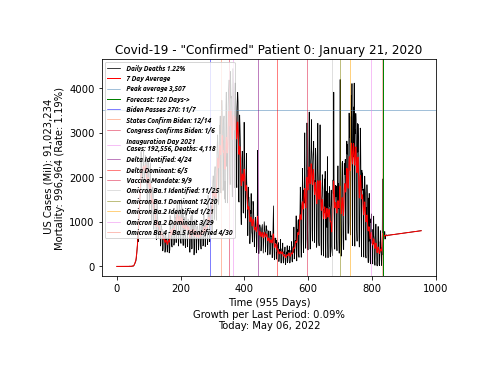 Covid-19 - "Confirmed" Patient 0: January 21, 2020
US Cases (Mil): 91,023,234
Mortality: 996,964 (Rate: 1.19%)
4000
3000
2000
1000
0
Daily Deaths 1.22%
7 Day Average
Peak average 3,507
Forecast: 120 Days->
Biden Passes 270: 11/7
States Confirm Biden: 12/14
Congress Confirms Biden: 1/6
Inauguration Day 2021
Cases: 192,556, Deaths: 4,118
Delta Identified: 4/24
Delta Dominant: 6/5
Vaccine Mandate: 9/9
Omicron Ba.1 Identified: 11/25
Omicron Ba.1 Dominant 12/20
Omicron Ba.2 Identified 1/21
Omicron Ba.2 Dominant 3/29
Omicron Ba.4 - Ba.5 Identified 4/30
0 200 400 600 800 1000
Time (955 Days)
Growth per Last Period: 0.09%
Today: May 06, 2022